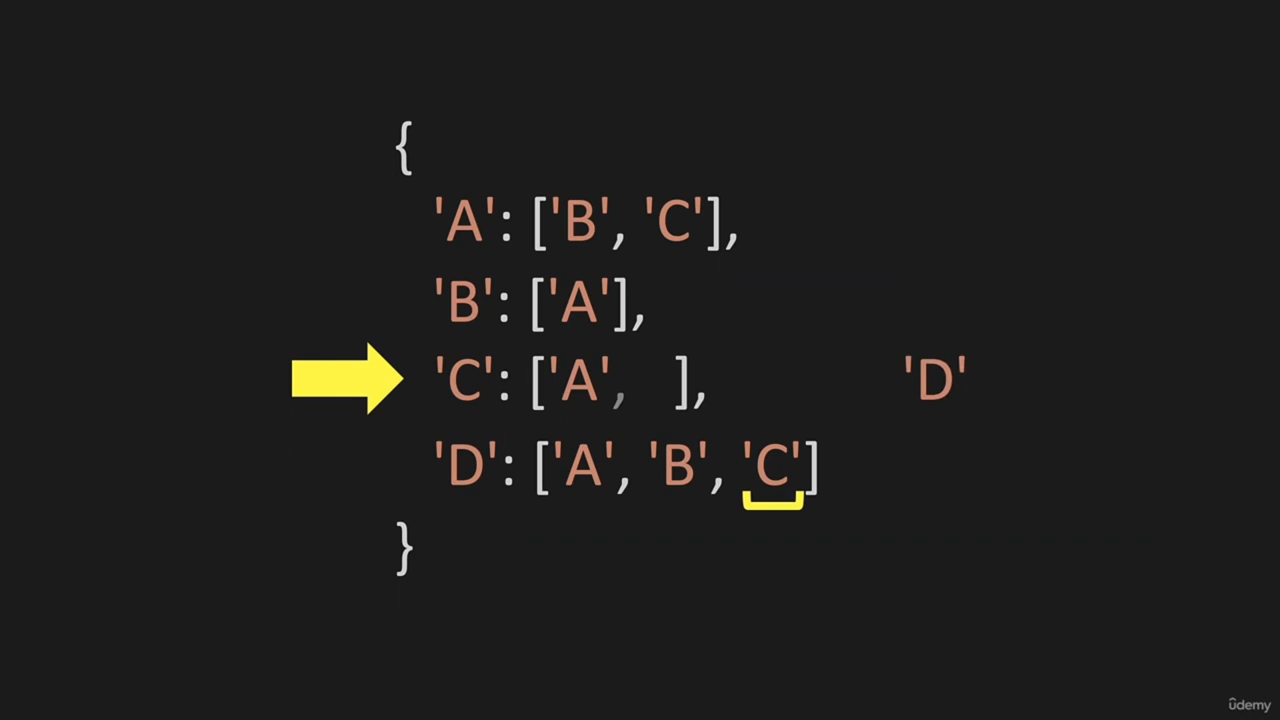 {
'A': ['B', 'C'],
'B': ['A'],
'C': ['A', ], 'D'
'D': ['A', 'B', 'C']
}
ûdemy